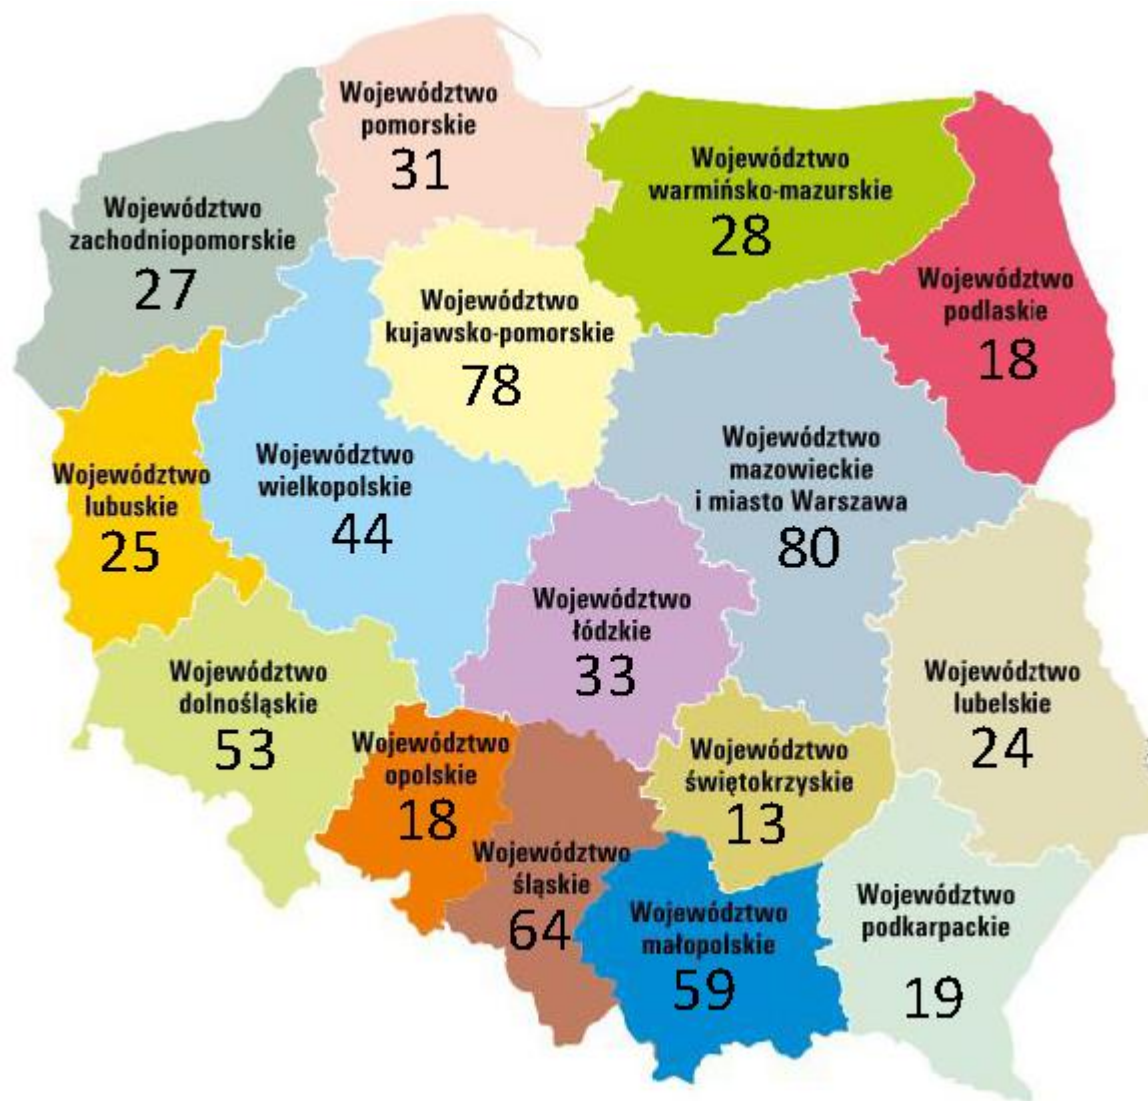 Województwo
pomorskie
31
Województwo
warmińsko-mazurskie
28
Województwo
zachodniopomorskie
27
Województwo
podlaskie
18
Województwo
kujawsko-pomorskie
78
Województwo
mazowieckie
i miasto Warszawa
80
Województwo
wielkopolskie
44
Województwo
lubuskie
25
Województwo
łódzkie
33
Województwo
dolnośląskie
53
Województwo
lubelskie
24
Województwo
opolskie
18
Województwo
świętokrzyskie
13
Województwo
śląskie
64
Województwo
małopolskie
59
Województwo
podkarpackie
19